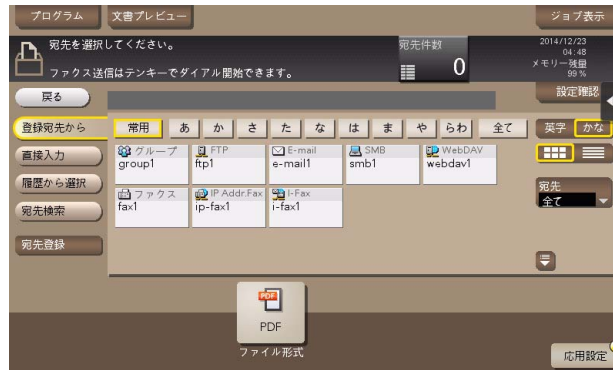 プログラム
文書プレビュー
ジョブ表示
宛先を選択してください。
ファクス送信はテンキーでダイアル開始できます。
宛先件数
0
2014/12/23
04:48
メモリー残量
99 %
戻る
設定確認
登録宛先から
常用 あ か さ た な は ま や らわ 全て
英字 かな
直接入力
履歴から選択
宛先検索
宛先登録
グループ
group1
FTP
ftp1
E-mail
e-mail1
SMB
smb1
WebDAV
webdav1
ファクス
fax1
IP Addr.Fax
ip-fax1
I-Fax
i-fax1
宛先
全て
PDF
PDF
ファイル形式
応用設定